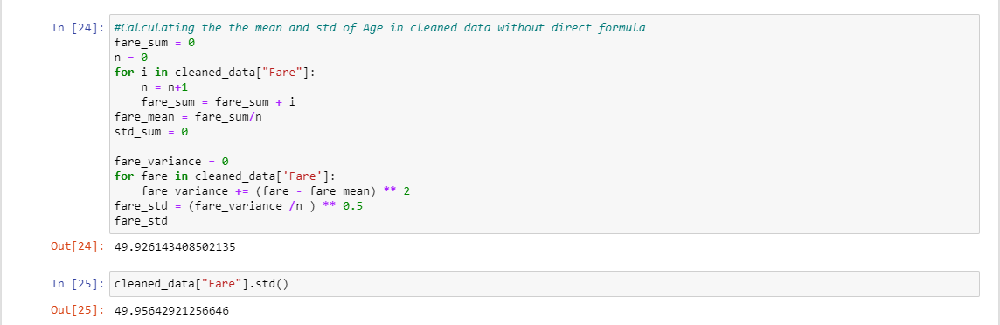 In [24]: #Calculating the the mean and std of Age in cleaned data without direct formula
fare_sum = 0
n = 0
for i in cleaned_data["Fare"]:
    n = n+1
    fare_sum = fare_sum + i
fare_mean = fare_sum/n
std_sum = 0

fare_variance = 0
for fare in cleaned_data['Fare']:
    fare_variance += (fare - fare_mean) ** 2
fare_std = (fare_variance /n ) ** 0.5
fare_std
Out[24]: 49.926143408502135
In [25]: cleaned_data["Fare"].std()
Out[25]: 49.95642921256646